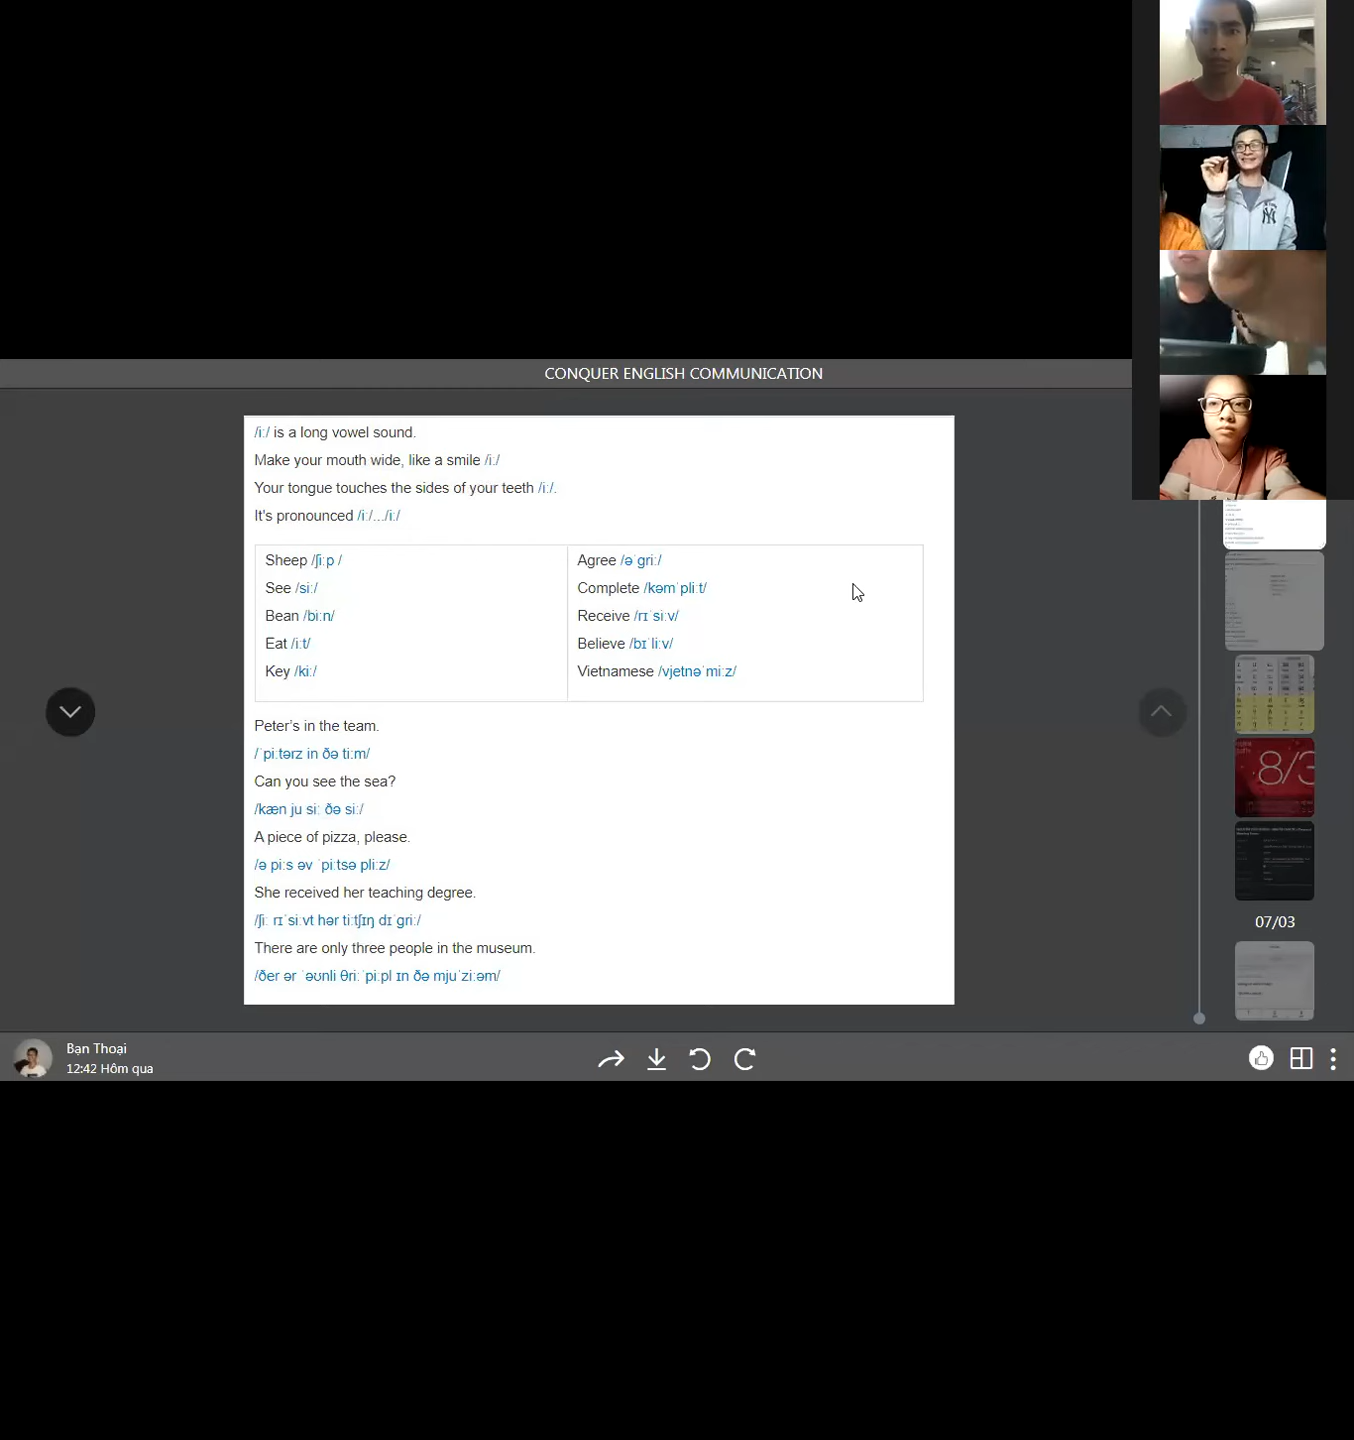 CONQUER ENGLISH COMMUNICATION
/iː/ is a long vowel sound.
Make your mouth wide, like a smile /iː/
Your tongue touches the sides of your teeth /iː/.
It's pronounced /iː/.../iː/
Sheep /ʃiːp /
See /siː/
Bean /biːn/
Eat /iːt/
Key /kiː/
Agree /əˈɡriː/
Complete /kəmˈpliːt/
Receive /rɪˈsiːv/
Believe /bɪˈliːv/
Vietnamese /vjetnəˈmiːz/
Peter’s in the team.
/ˈpiːtərz in ðə tiːm/
Can you see the sea?
/kæn ju siː ðə siː/
A piece of pizza, please.
/ə piːs əv ˈpiːtsə pliːz/
She received her teaching degree.
/ʃiː rɪˈsiːvt hər tiːtʃɪŋ dɪˈɡriː/
There are only three people in the museum.
/ðer ər ˈəʊnli θriː ˈpiːpl ɪn ðə mjuˈziːəm/
8/3
07/03
Bạn Thoại
12:42 Hôm qua